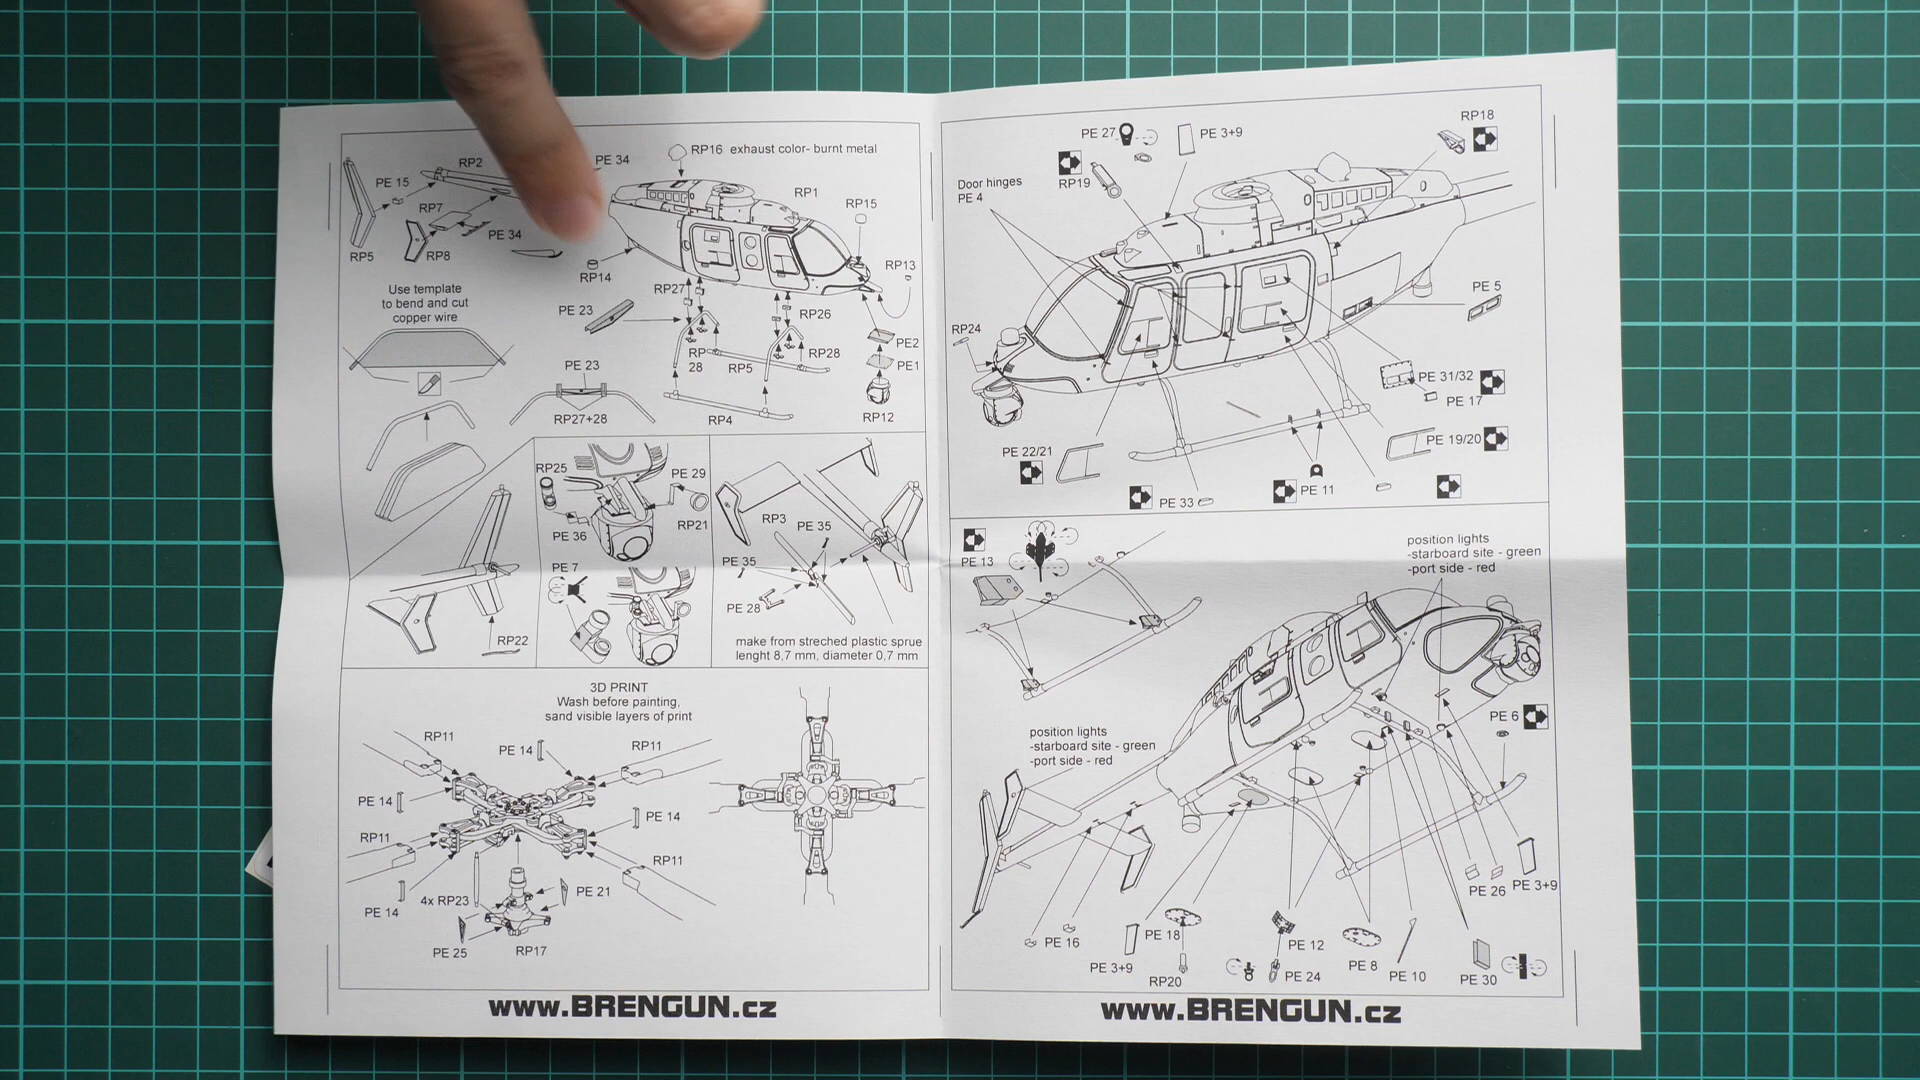 RP16 exhaust color- burnt metal
RP2
PE 34
PE 15
RP1
RP15
RP7
PE 34
RP5
RP8
RP14
RP13
Use template
to bend and cut
copper wire
RP27
PE 23
RP26
PE2
RP
28
RP5
RP28
PE1
PE 23
RP27+28
RP4
RP12
RP25
PE 29
RP21
PE 36
PE 7
RP3
PE 35
PE 35
PE 28
RP22
make from streched plastic sprue
lenght 8,7 mm, diameter 0,7 mm
3D PRINT
Wash before painting,
sand visible layers of print
RP11
PE 14
RP11
PE 14
PE 14
RP11
RP11
PE 14
4x RP23
PE 21
PE 25
RP17
www.BRENGUN.cz
PE 27
PE 3+9
RP18
RP19
Door hinges
PE 4
PE 5
RP24
PE 31/32
PE 17
PE 22/21
PE 19/20
PE 33
PE 11
PE 13
position lights
-starboard site - green
-port side - red
position lights
-starboard site - green
-port side - red
PE 6
PE 26
PE 3+9
PE 16
PE 18
PE 3+9
RP20
PE 12
PE 24
PE 8
PE 10
PE 30
www.BRENGUN.cz